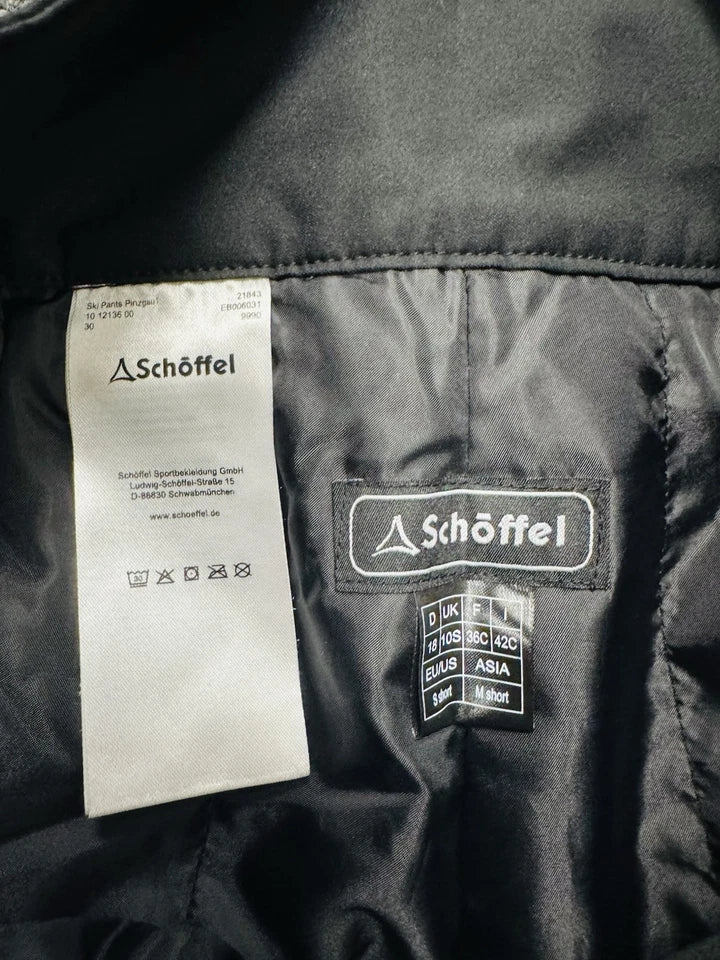 Ski Pants Pinzgau1 21843
10 12136 00 EB006031
30 9990
Schöffel
Schöffel Sportbekleidung GmbH
Ludwig-Schöffel-Straße 15
D-86830 Schwabmünchen
www.schoeffel.de
30
Schöffel
D UK F I
18 10S 36C 42C
EU/US ASIA
S short M short